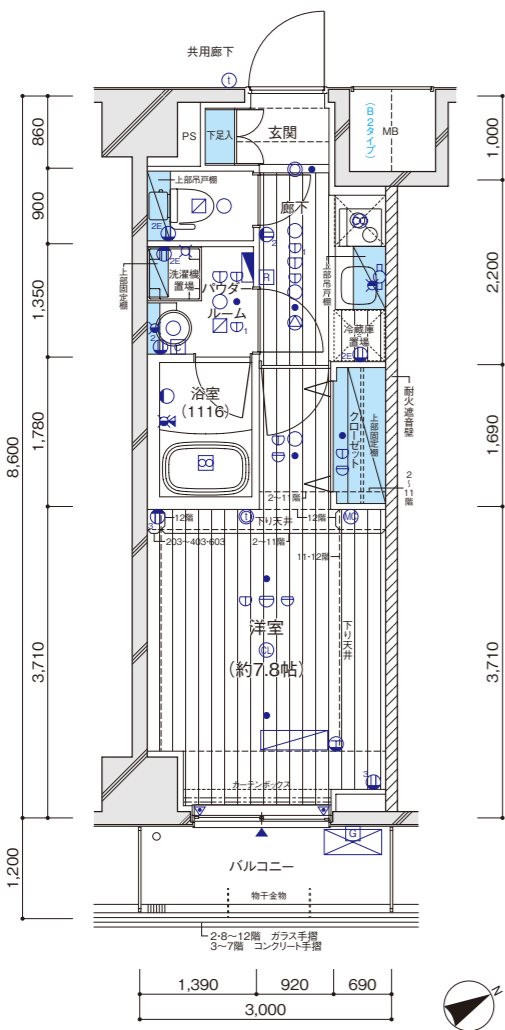 共用廊下
t
860
900
1,350
1,780
3,710
8,600
1,200
PS
下足入
玄関
(B2タイプ)
MB
1,000
2,200
1,690
3,710
上部吊戸棚
廊下
2E
2
1
2E
上部固定棚
洗濯機
置場
R
パウダー
ルーム
1
C
上部吊戸棚
冷蔵庫
置場
2E
耐火遮音壁
浴室
(1116)
クローゼット
上部固定棚
2~11階
2~11階
3
12階
t
下り天井
12階
MC
203~403・603
2~11階
11・12階
洋室
(約7.8帖)
CL
下り天井
3
カーテンボックス
G
バルコニー
物干金物
2・8~12階 ガラス手摺
3~7階 コンクリート手摺
1,390
920
690
3,000
N